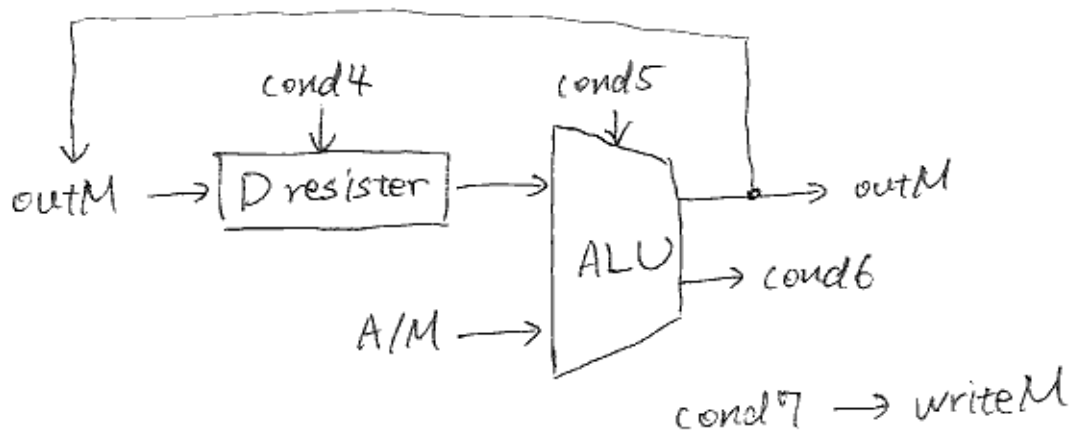 cond4
cond5
outM
D resister
outM
ALU
cond6
A/M
cond7 → writeM